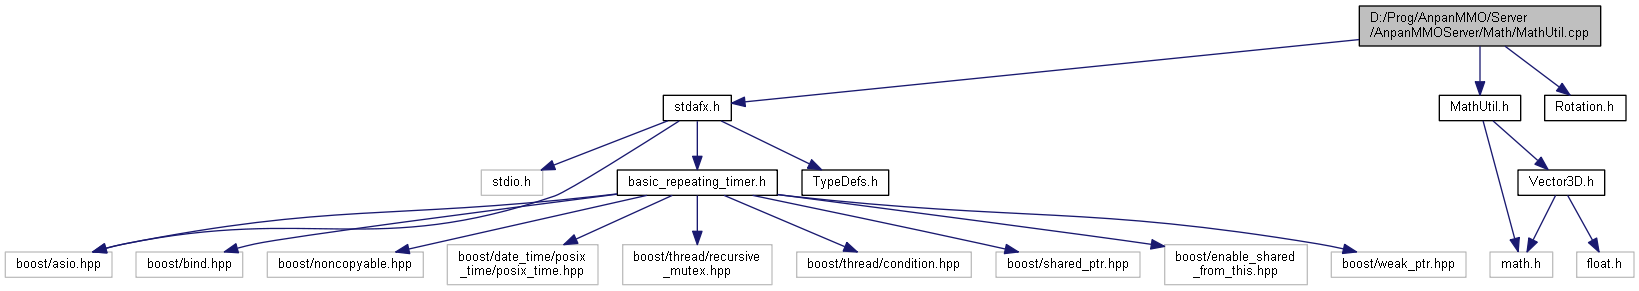 D:/Prog/AnpanMMO/Server
/AnpanMMOServer/Math/MathUtil.cpp
stdafx.h
MathUtil.h
Rotation.h
stdio.h
basic_repeating_timer.h
TypeDefs.h
Vector3D.h
boost/asio.hpp
boost/bind.hpp
boost/noncopyable.hpp
boost/date_time/posix
_time/posix_time.hpp
boost/thread/recursive
_mutex.hpp
boost/thread/condition.hpp
boost/shared_ptr.hpp
boost/enable_shared
_from_this.hpp
boost/weak_ptr.hpp
math.h
float.h